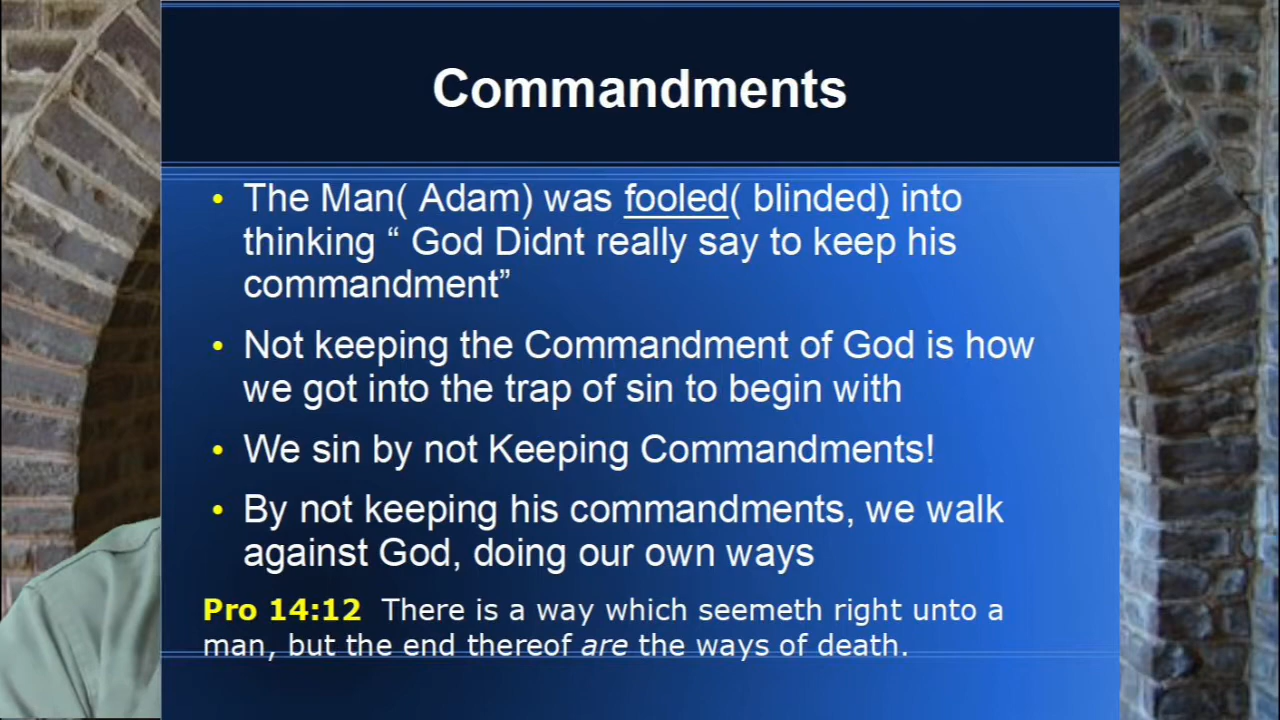 Commandments
• The Man( Adam) was fooled( blinded) into
thinking “ God Didnt really say to keep his
commandment”
• Not keeping the Commandment of God is how
we got into the trap of sin to begin with
• We sin by not Keeping Commandments!
• By not keeping his commandments, we walk
against God, doing our own ways
Pro 14:12 There is a way which seemeth right unto a
man, but the end thereof are the ways of death.